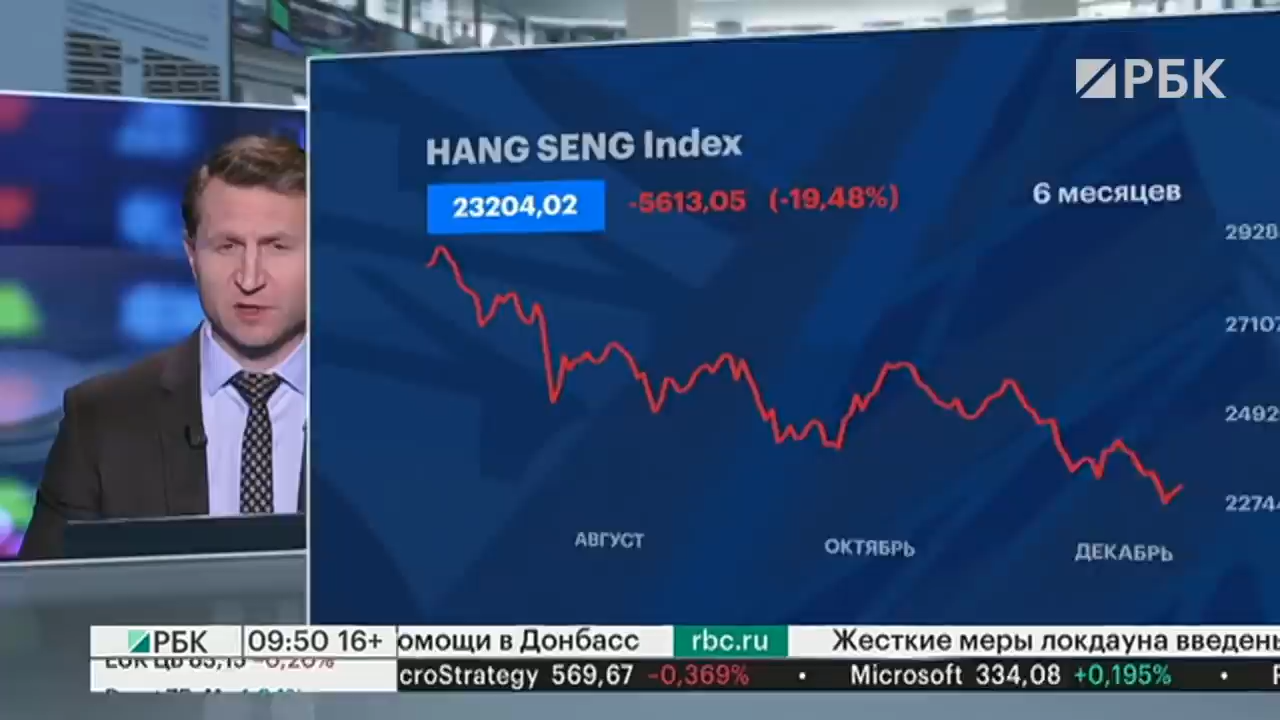 РБК
HANG SENG Index
23204,02 -5613,05 (-19,48%)
6 месяцев
2928
27107
2492
2274
АВГУСТ ОКТЯБРЬ ДЕКАБРЬ
РБК 09:50 16+ омощи в Донбасс rbc.ru Жесткие меры локдауна введень
croStrategy 569,67 -0,369% • Microsoft 334,08 +0,195% •